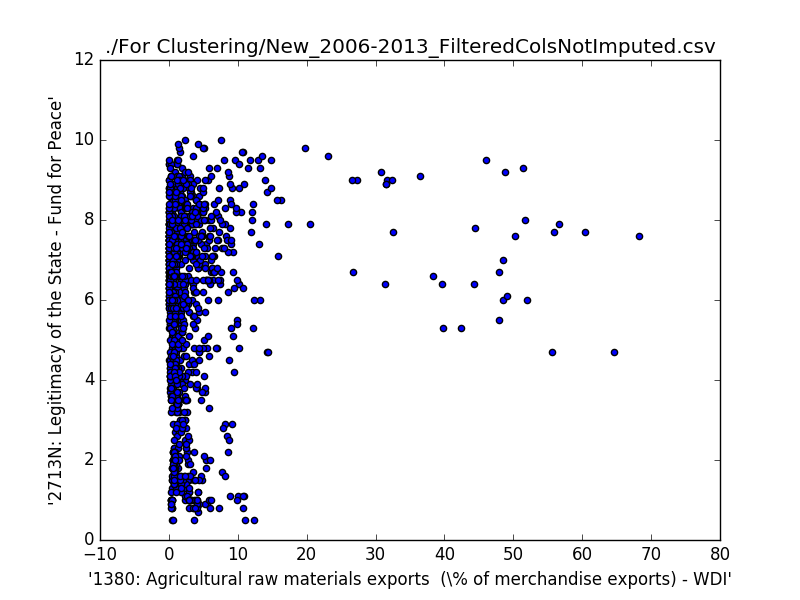 ./For Clustering/New_2006-2013_FilteredColsNotImputed.csv
12
10
8
6
4
2
0
'2713N: Legitimacy of the State - Fund for Peace'
−10 0 10 20 30 40 50 60 70 80
'1380: Agricultural raw materials exports  (\% of merchandise exports) - WDI'